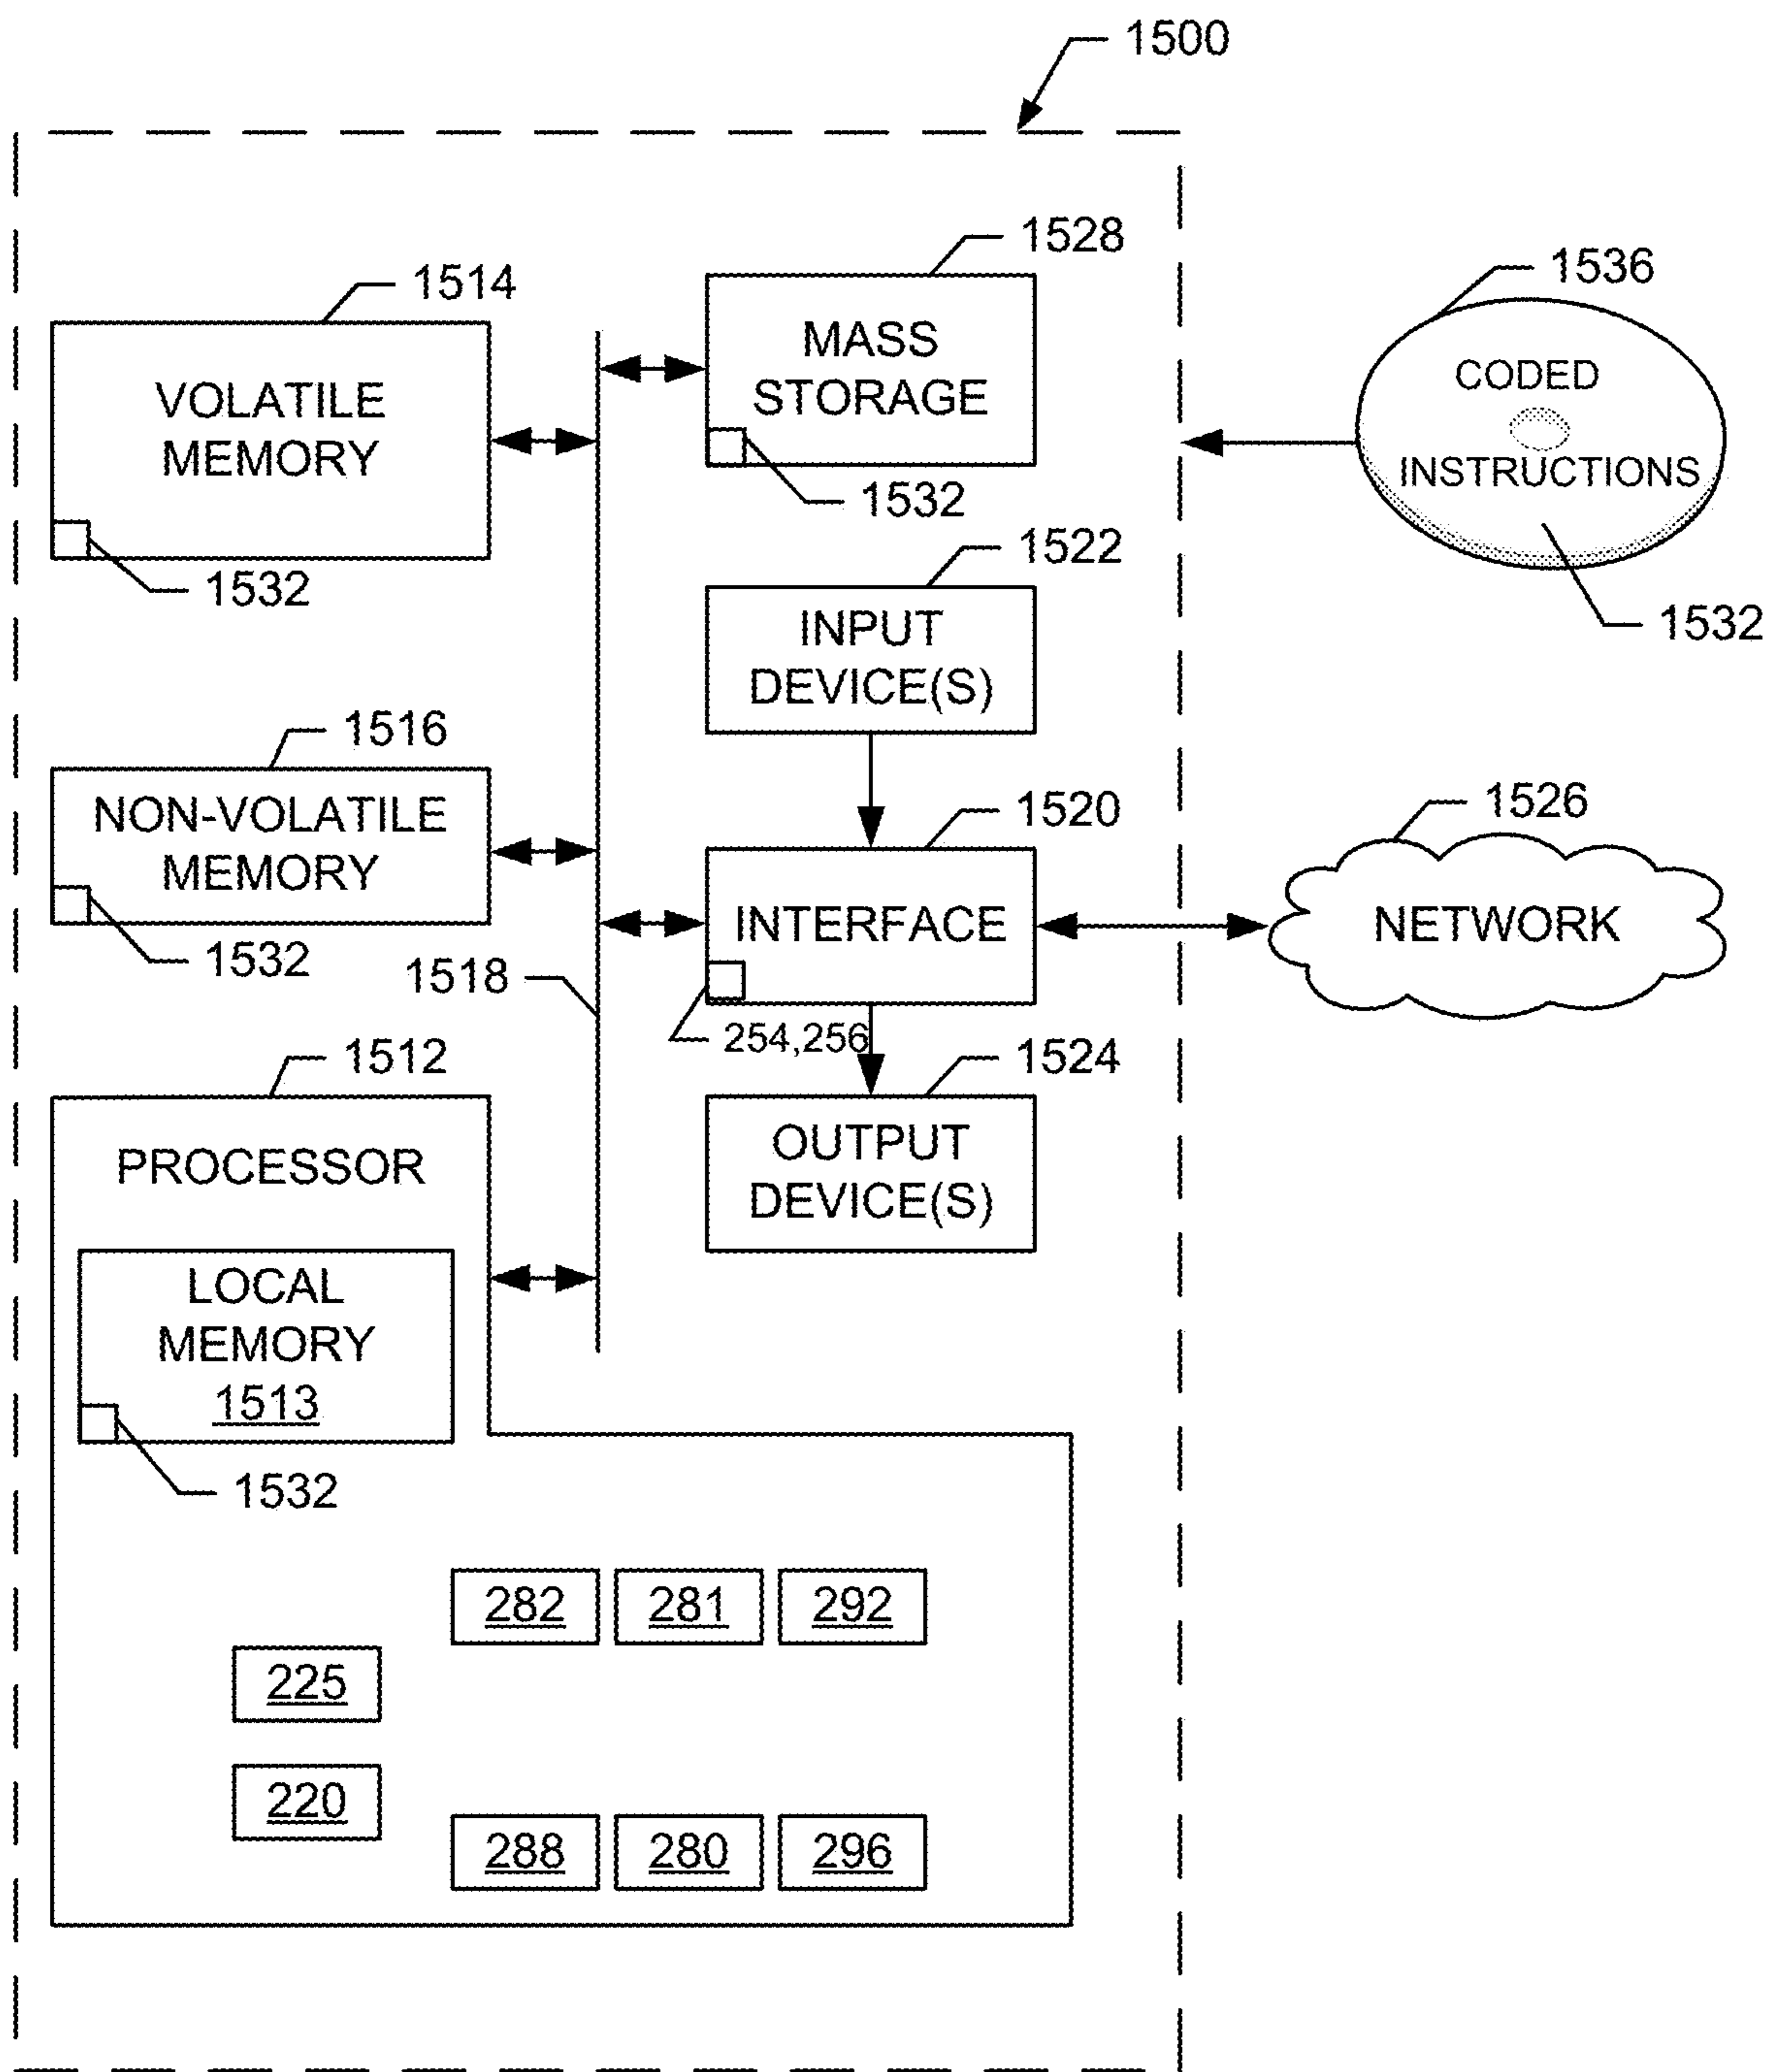 1500
1528
1514
MASS
STORAGE
1536
VOLATILE
MEMORY
CODED
INSTRUCTIONS
1532
1532
1522
1532
INPUT
DEVICE(S)
1516
NON-VOLATILE
MEMORY
1520
1526
INTERFACE
NETWORK
1532
1518
254,256
1512
1524
PROCESSOR
OUTPUT
DEVICE(S)
LOCAL
MEMORY
1513
1532
282
281
292
225
220
288
280
296